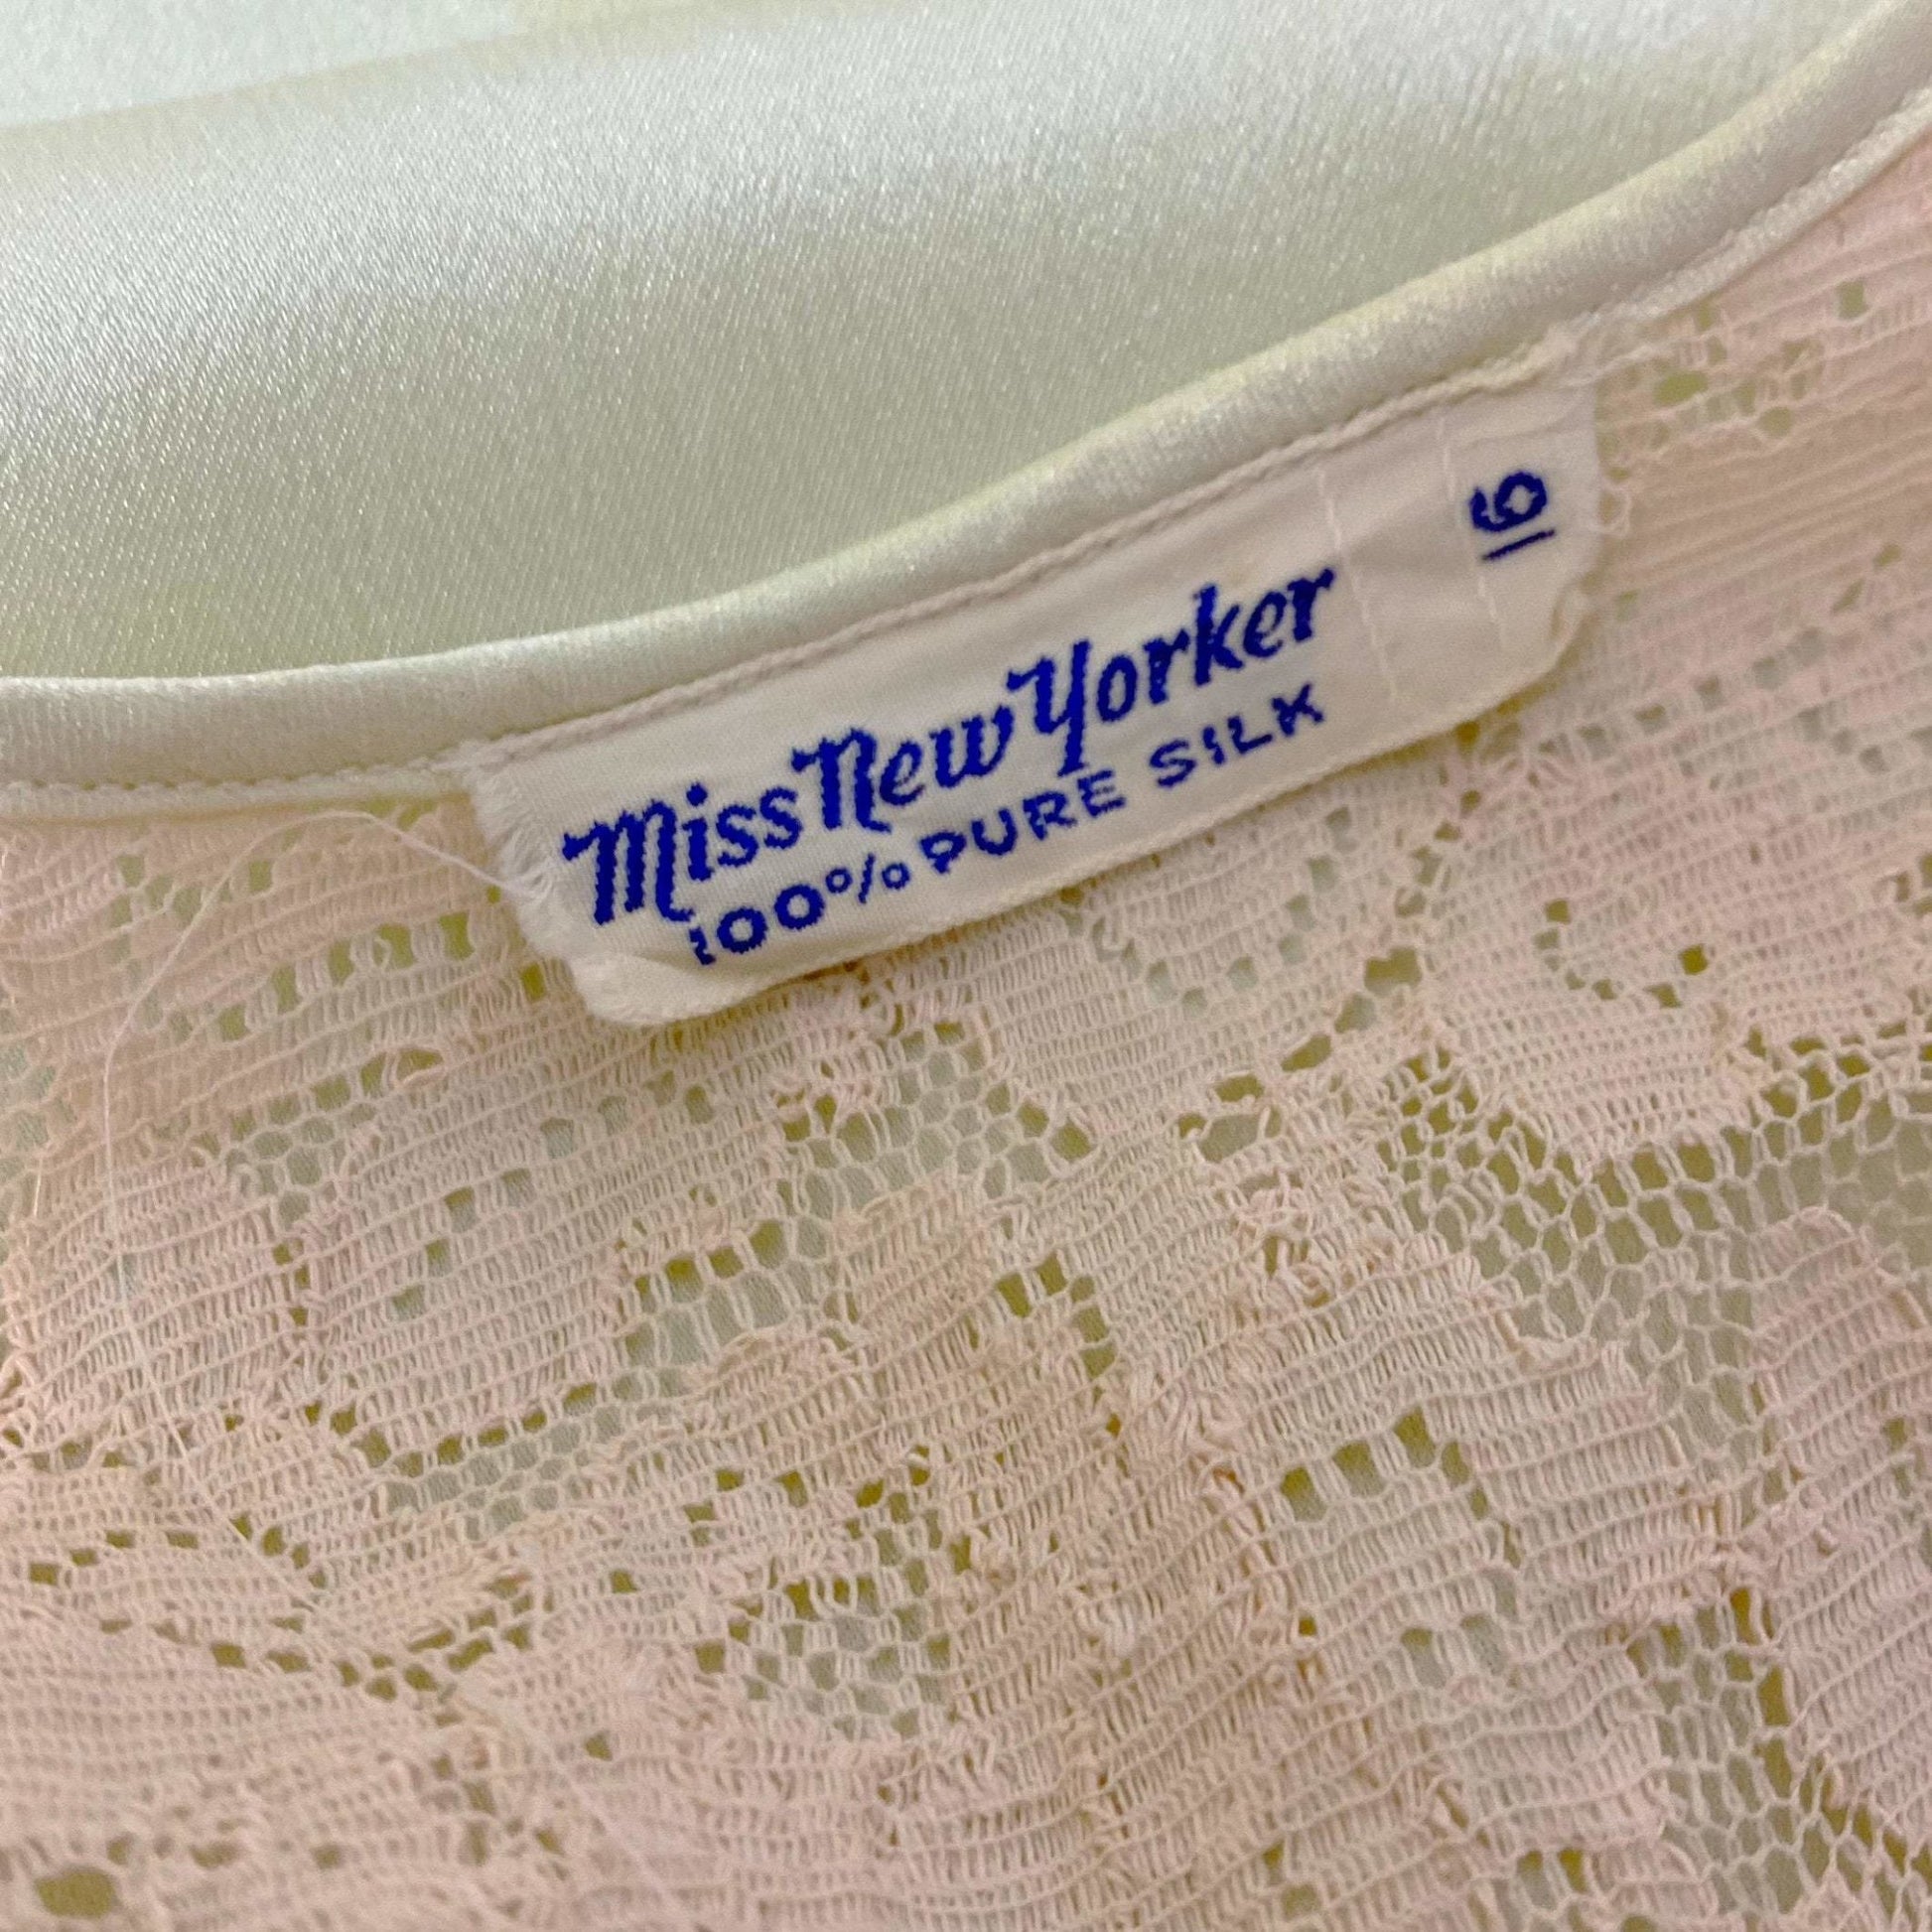 Miss New Yorker
100% PURE SILK
16